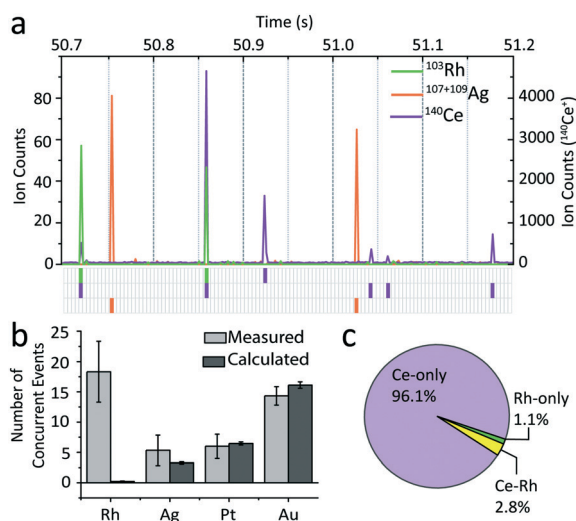 a
Time (s)
50.7 50.8 50.9 51.0 51.1 51.2
¹⁰³Rh
¹⁰⁷⁺¹⁰⁹Ag
¹⁴⁰Ce
Ion Counts
80
60
40
20
0
Ion Counts (¹⁴⁰Ce⁺)
4000
3000
2000
1000
0
b
Number of
Concurrent Events
25
20
15
10
5
0
Measured
Calculated
Rh Ag Pt Au
c
Ce-only
96.1%
Rh-only
1.1%
Ce-Rh
2.8%